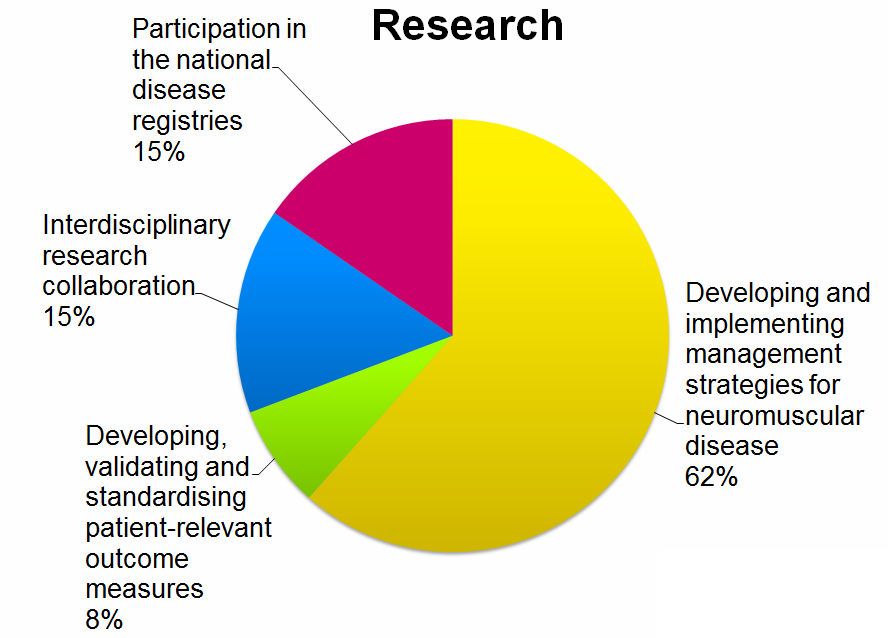 Research
Participation in
the national
disease
registries
15%
Interdisciplinary
research
collaboration
15%
Developing,
validating and
standardising
patient-relevant
outcome
measures
8%
Developing and
implementing
management
strategies for
neuromuscular
disease
62%